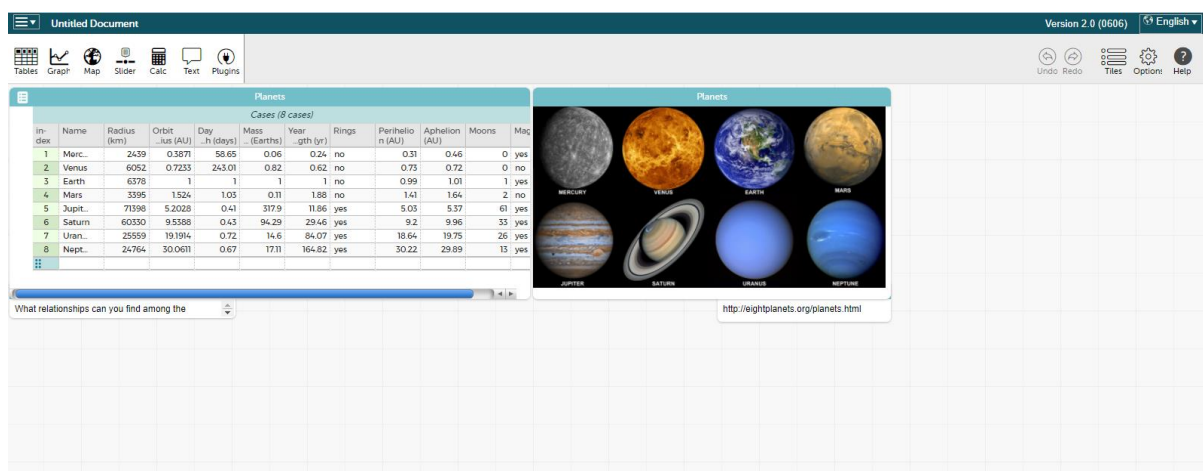 Untitled Document
Version 2.0 (0606) English
Tables Graph Map Slider Calc Text Plugins
Undo Redo Tiles Options Help
Planets
Cases (8 cases)
in-dex Name Radius (km) Orbit ..ius (AU) Day ..h (days) Mass .. (Earths) Year ..gth (yr) Rings Perihelion (AU) Aphelion (AU) Moons Mag
1 Merc... 2439 0.3871 58.65 0.06 0.24 no 0.31 0.46 0 yes
2 Venus 6052 0.7233 243.01 0.82 0.62 no 0.73 0.72 0 no
3 Earth 6378 1 1 1 1 no 0.99 1.01 1 yes
4 Mars 3395 1.524 1.03 0.11 1.88 no 1.41 1.64 2 no
5 Jupit... 71398 5.2028 0.41 317.9 11.86 yes 5.03 5.37 61 yes
6 Saturn 60330 9.5388 0.43 94.29 29.46 yes 9.2 9.96 33 yes
7 Uran... 25559 19.1914 0.72 14.6 84.07 yes 18.64 19.75 26 yes
8 Nept... 24764 30.0611 0.67 17.11 164.82 yes 30.22 29.89 13 yes
What relationships can you find among the
Planets
MERCURY VENUS EARTH MARS
JUPITER SATURN URANUS NEPTUNE
http://eightplanets.org/planets.html